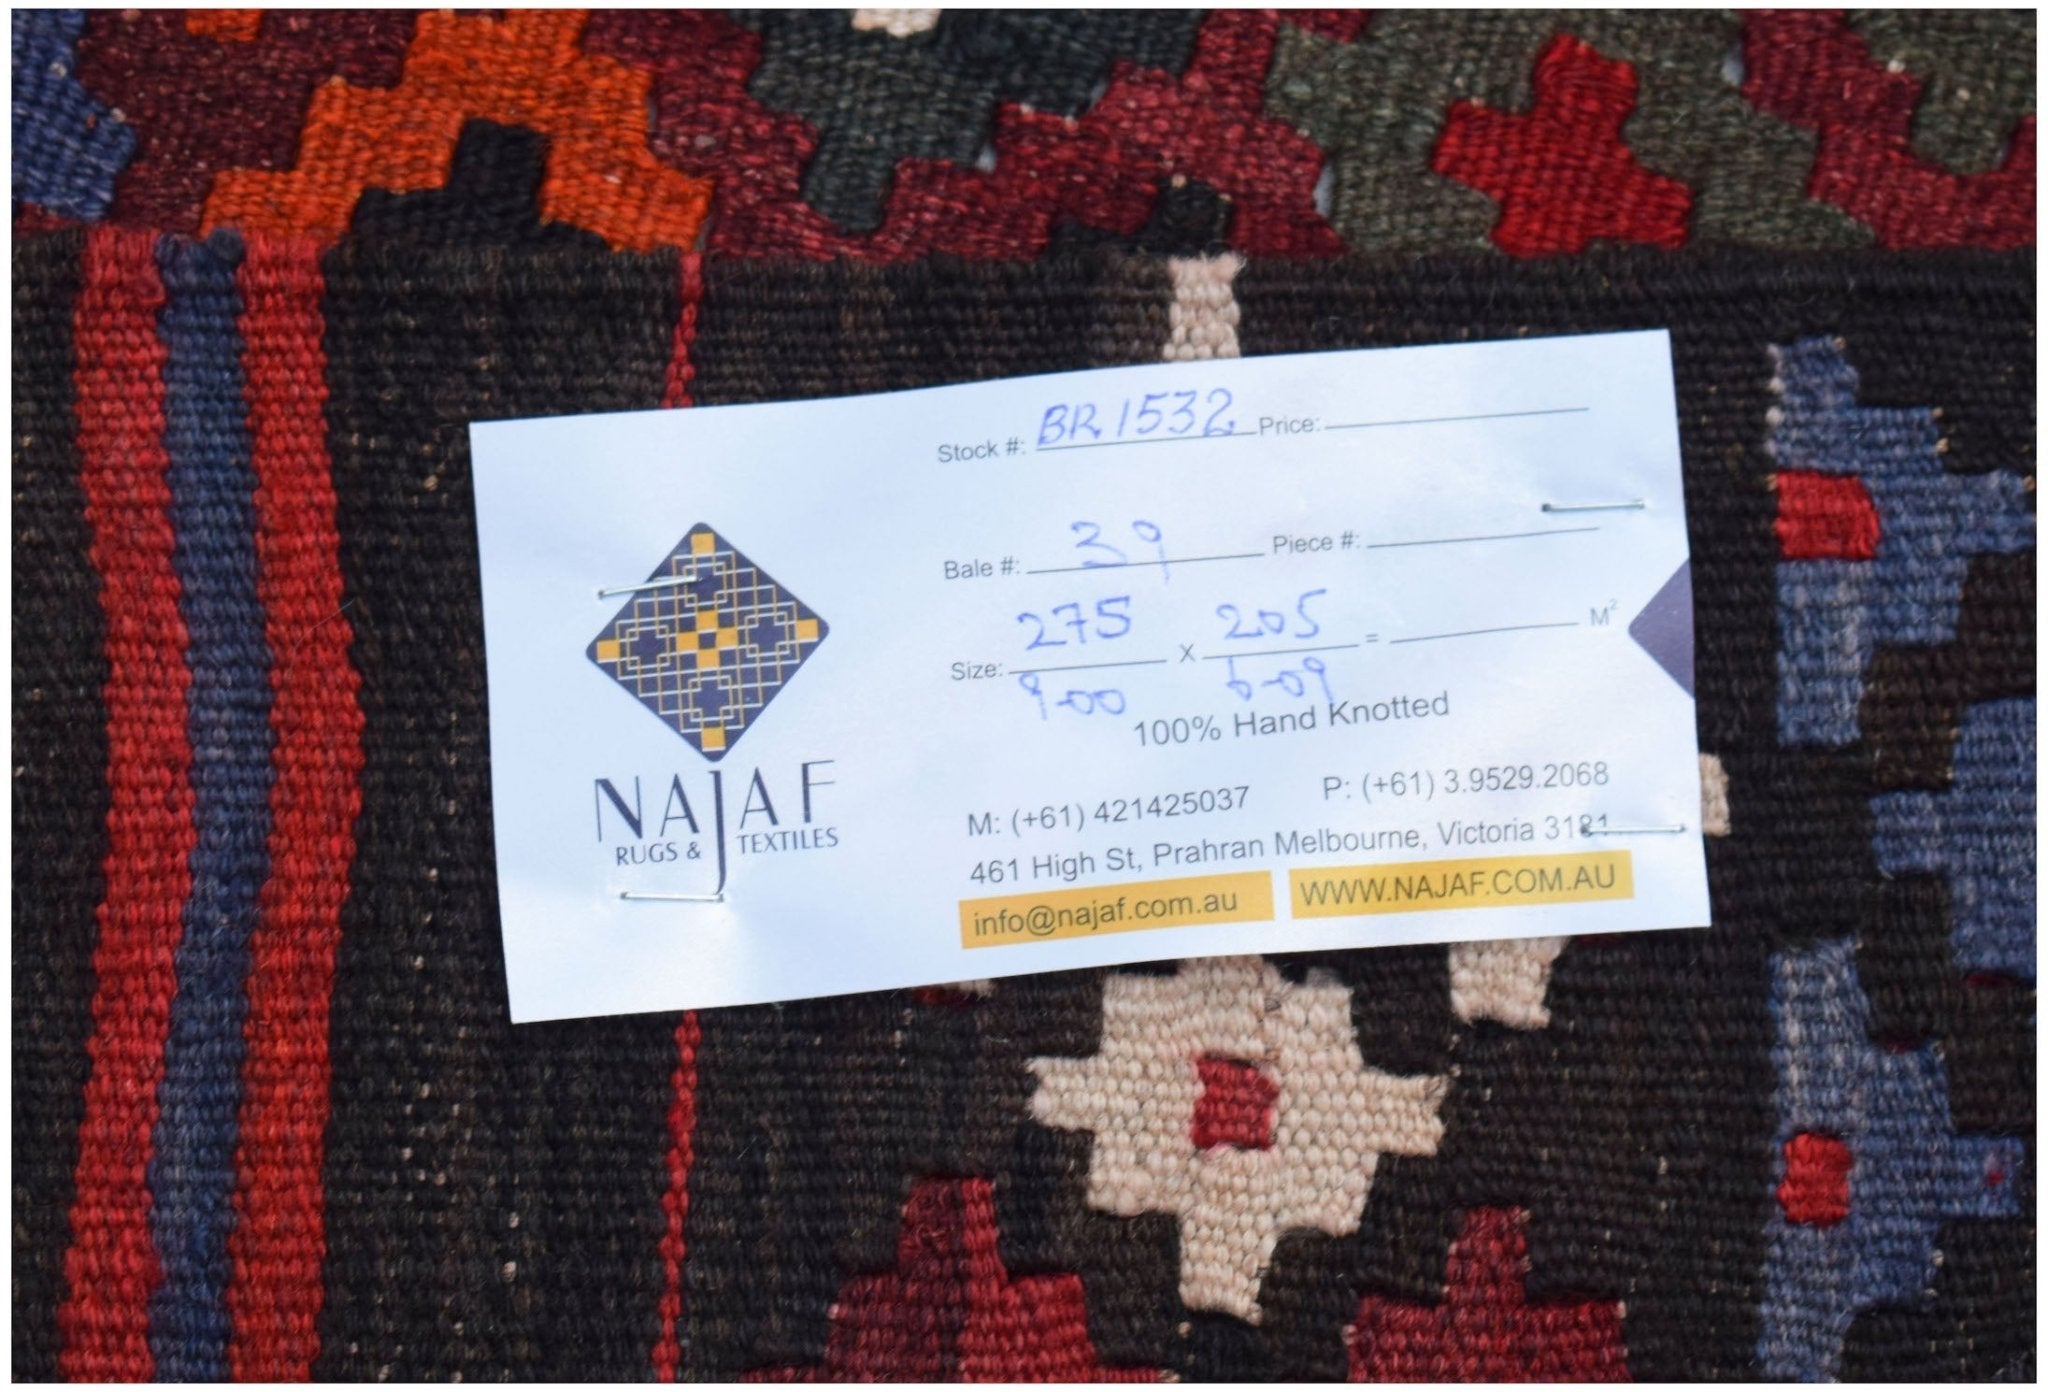 NAJAF
RUGS & TEXTILES
Stock #: BR 1532 Price:
Bale #: 39 Piece #:
Size: 275 X 205 = M²
9-00 6-09
100% Hand Knotted
M: (+61) 421425037 P: (+61) 3.9529.2068
461 High St, Prahran Melbourne, Victoria 3181
info@najaf.com.au WWW.NAJAF.COM.AU